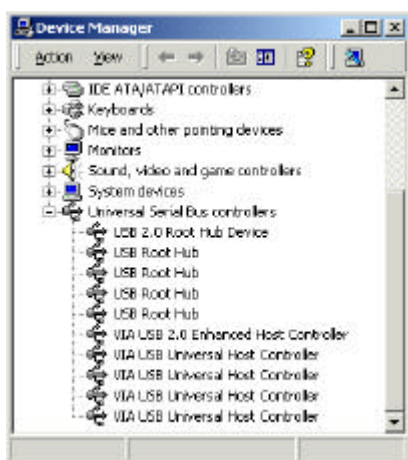 Device Manager
Action View
IDE ATA/ATAPI controllers
Keyboards
Mice and other pointing devices
Monitors
Sound, video and game controllers
System devices
Universal Serial Bus controllers
USB 2.0 Root Hub Device
USB Root Hub
USB Root Hub
USB Root Hub
USB Root Hub
VIA USB 2.0 Enhanced Host Controller
VIA USB Universal Host Controller
VIA USB Universal Host Controller
VIA USB Universal Host Controller
VIA USB Universal Host Controller